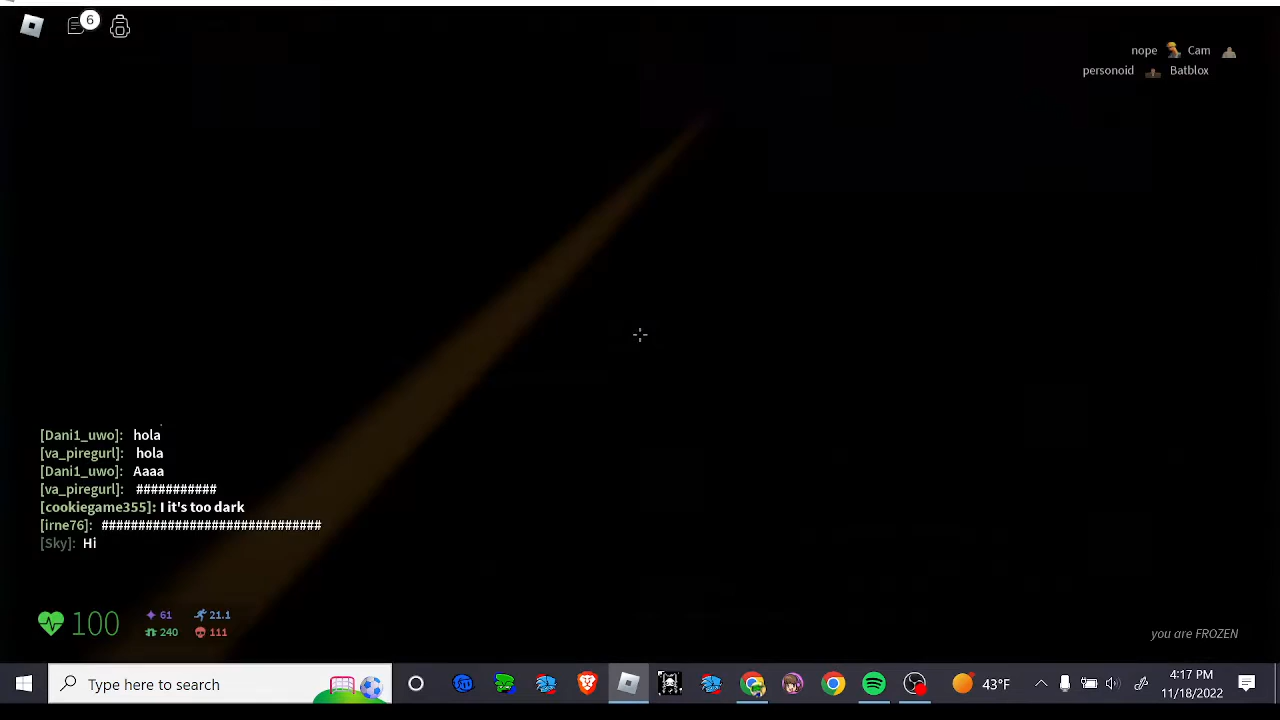 6
nope Cam
personoid Batblox
[Dani1_uwo]: hola
[va_piregurl]: hola
[Dani1_uwo]: Aaaa
[va_piregurl]: ###########
[cookiegame355]: I it's too dark
[irne76]: ############################
[Sky]: Hi
100 61 21.1
240 111
you are FROZEN
Type here to search
43°F
4:17 PM
11/18/2022